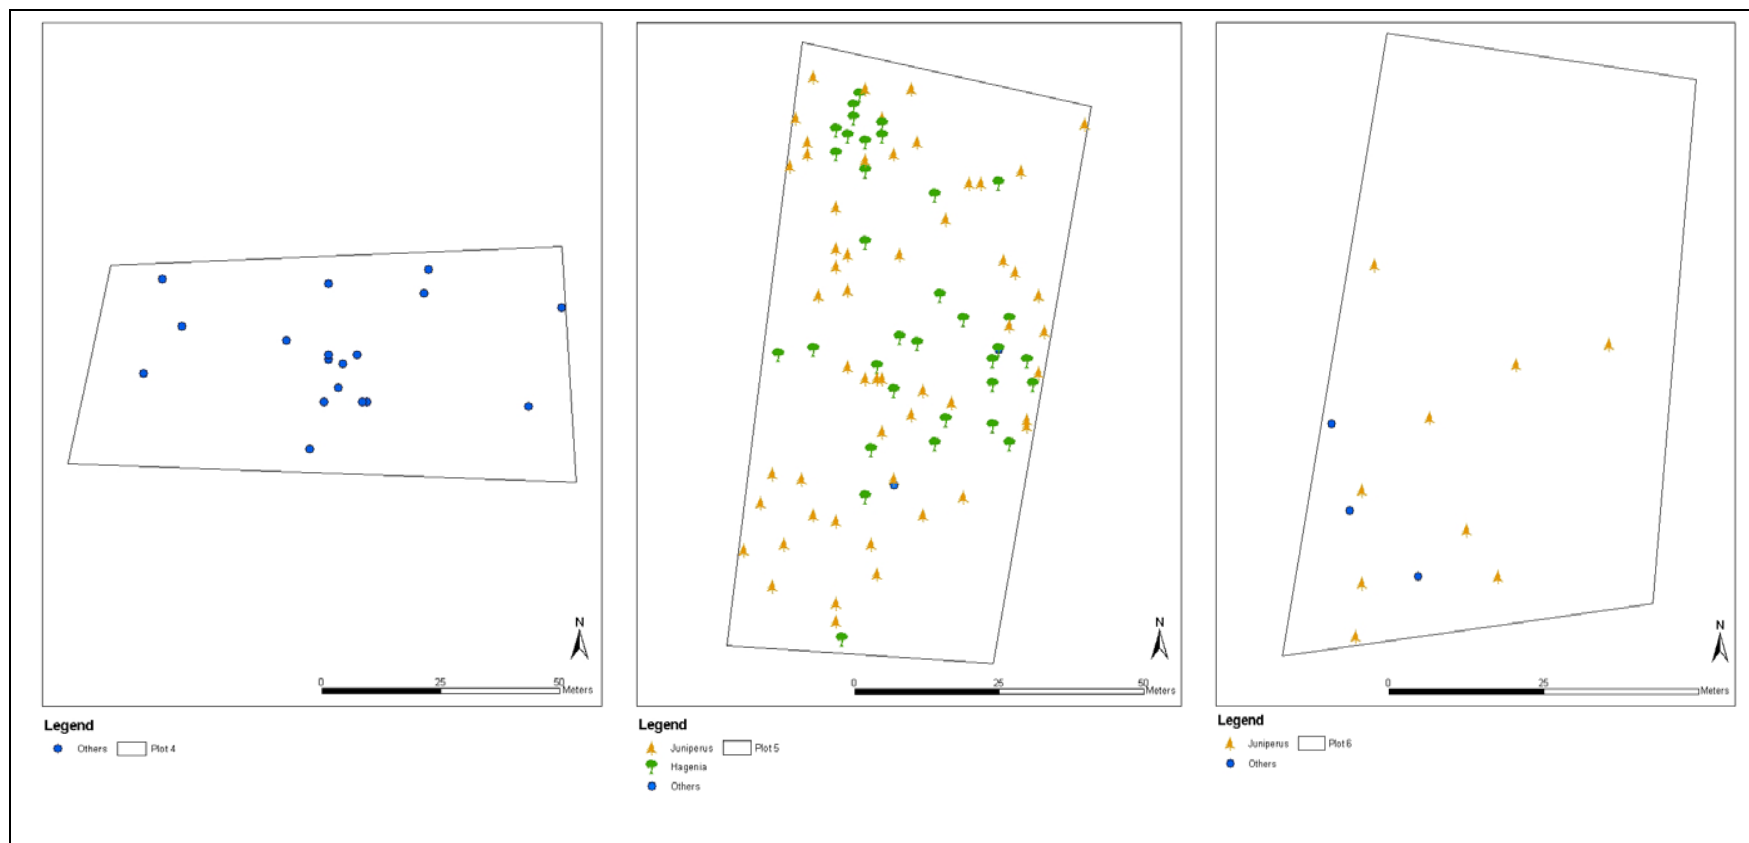 N
0 25 50
Meters
Legend
Others Plot 4
N
0 25 50
Meters
Legend
Juniperus Plot 5
Hagenia
Others
N
0 25
Meters
Legend
Juniperus Plot 6
Others